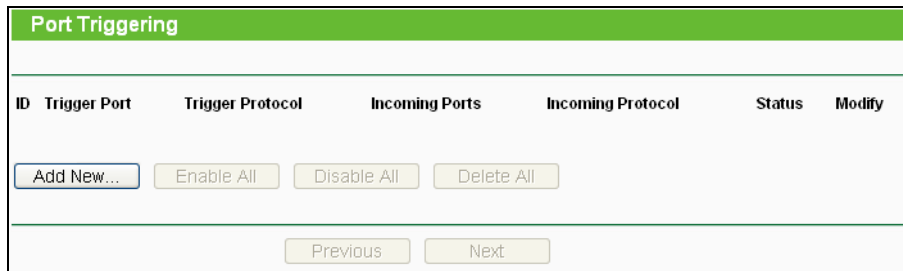 Port Triggering
ID Trigger Port Trigger Protocol Incoming Ports Incoming Protocol Status Modify
Add New... Enable All Disable All Delete All
Previous Next